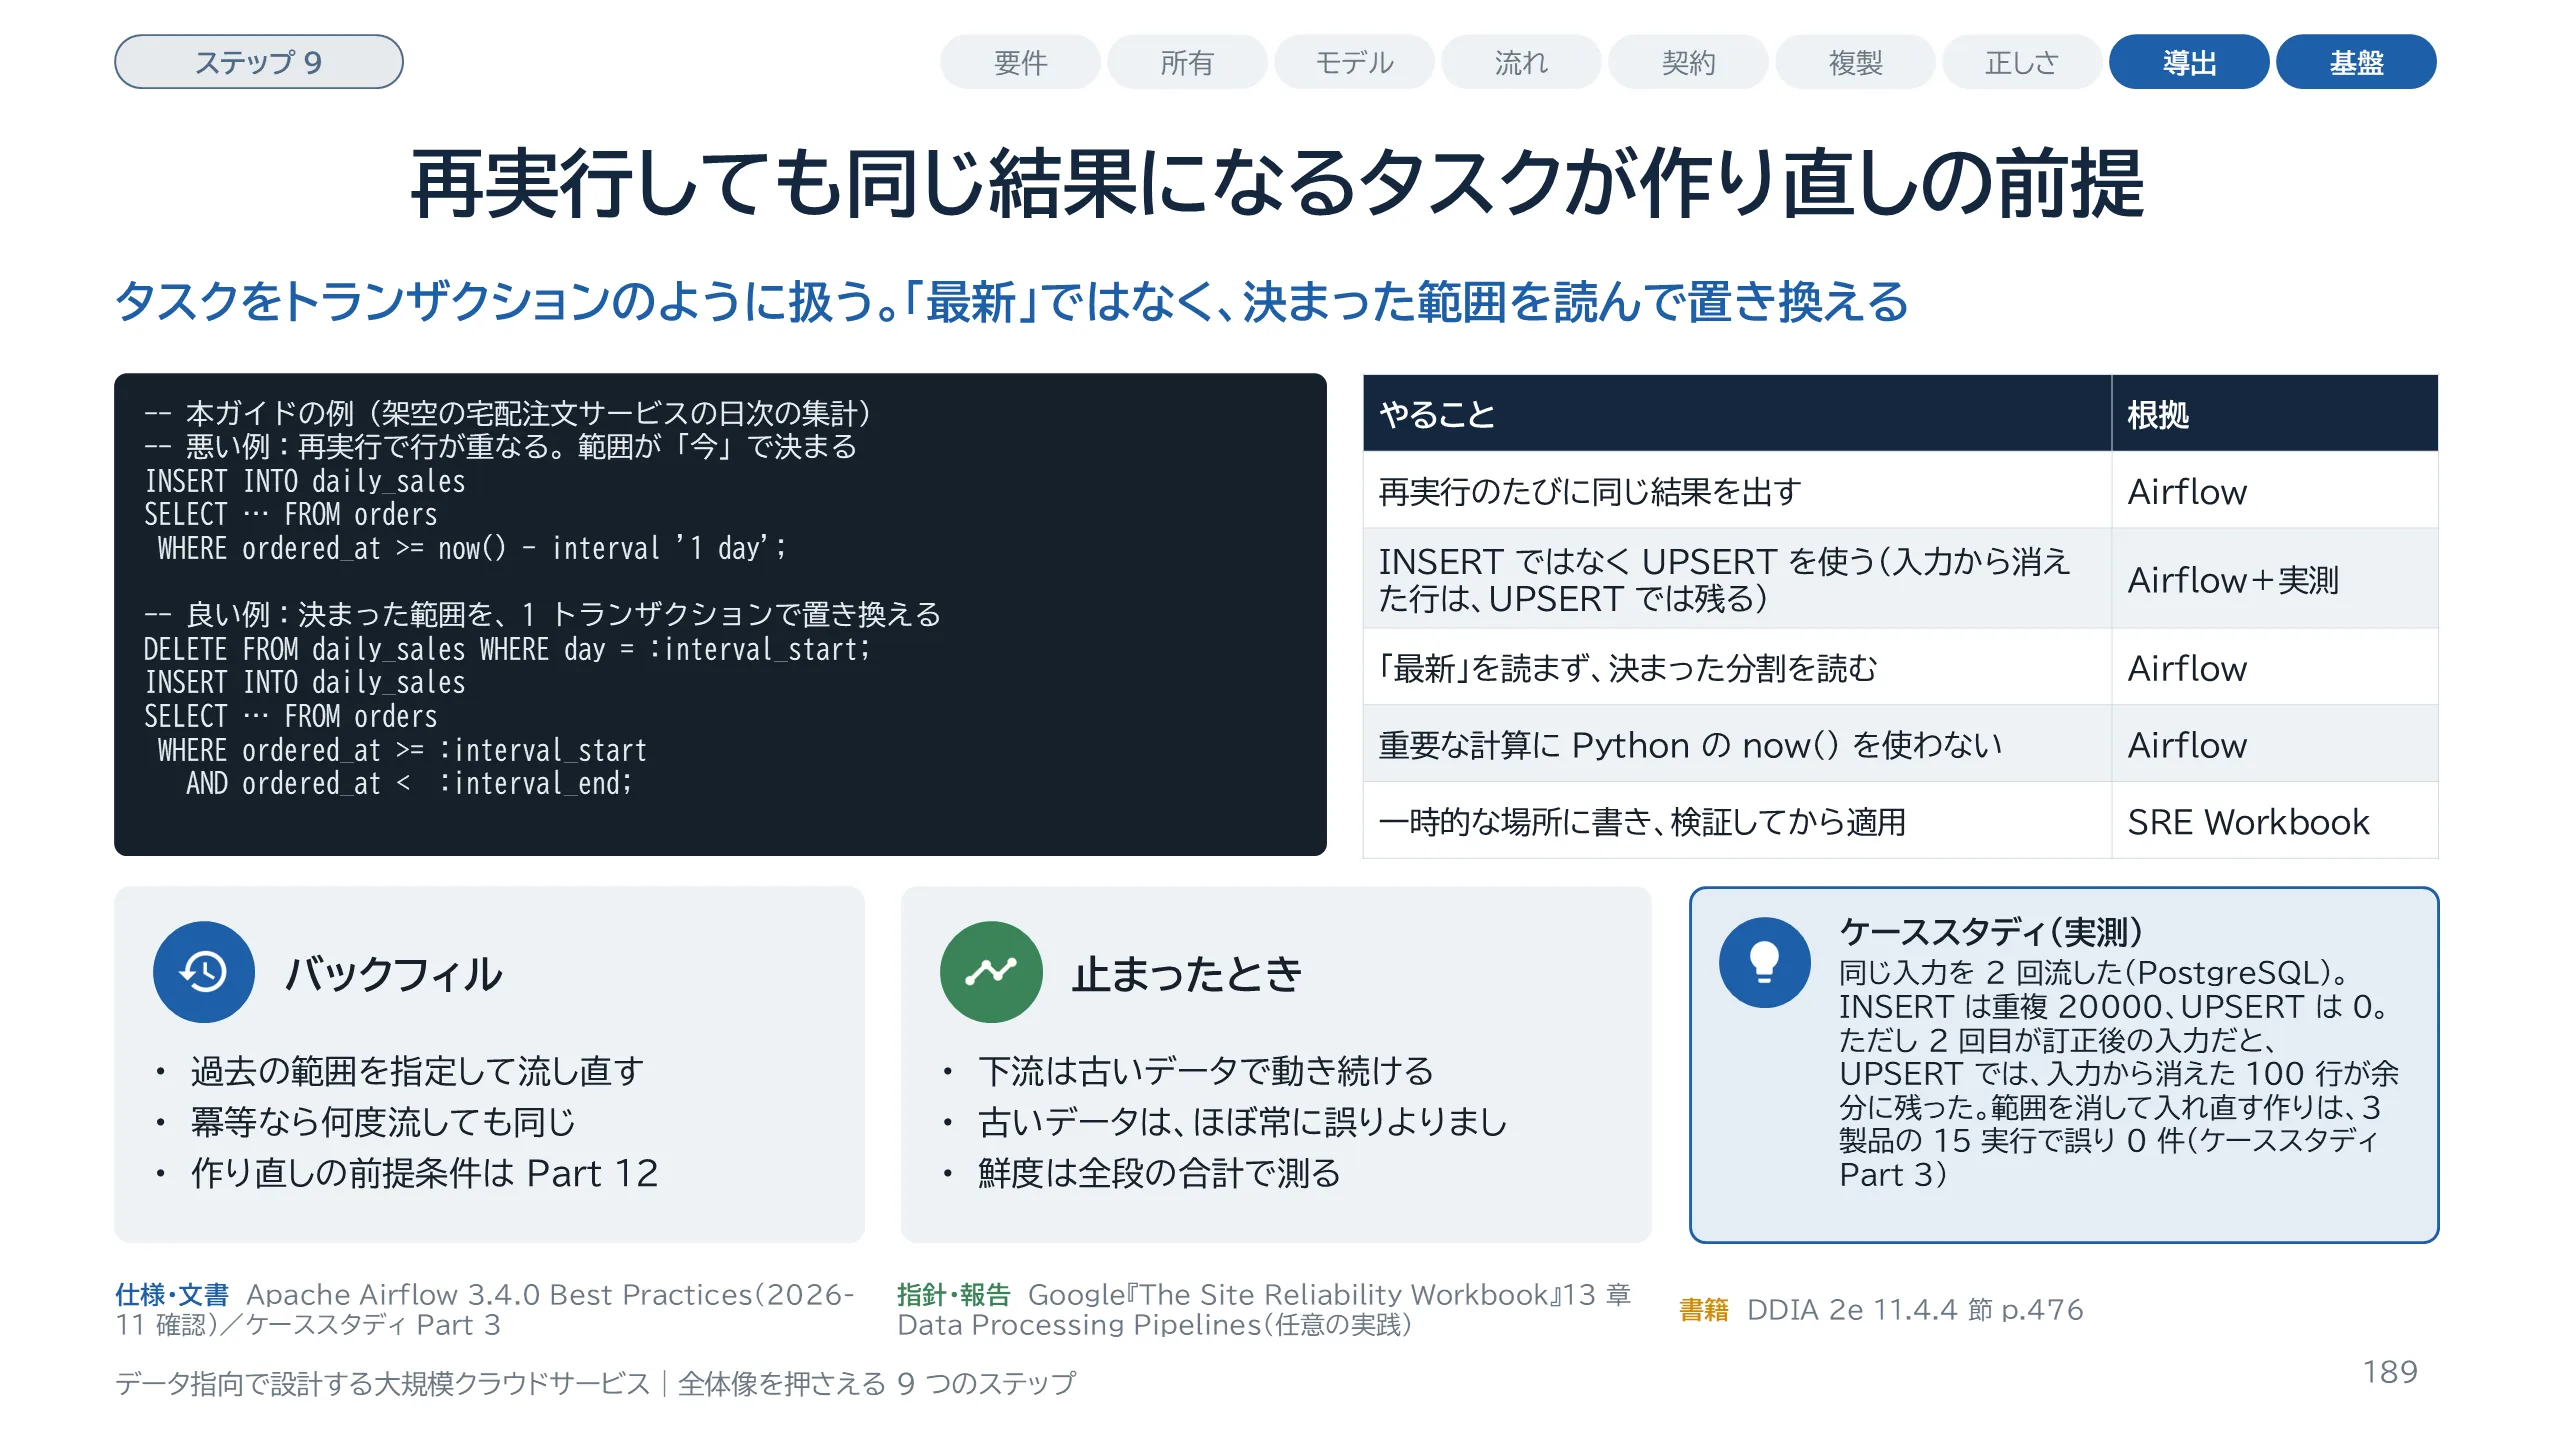 ステップ 9
要件 所有 モデル 流れ 契約 複製 正しさ 導出 基盤
再実行しても同じ結果になるタスクが作り直しの前提
タスクをトランザクションのように扱う。「最新」ではなく、決まった範囲を読んで置き換える
-- 本ガイドの例（架空の宅配注文サービスの日次の集計）
-- 悪い例：再実行で行が重なる。範囲が「今」で決まる
INSERT INTO daily_sales
SELECT … FROM orders
 WHERE ordered_at >= now() - interval '1 day';
-- 良い例：決まった範囲を、1 トランザクションで置き換える
DELETE FROM daily_sales WHERE day = :interval_start;
INSERT INTO daily_sales
SELECT … FROM orders
 WHERE ordered_at >= :interval_start
   AND ordered_at <  :interval_end;
やること 根拠
再実行のたびに同じ結果を出す Airflow
INSERT ではなく UPSERT を使う（入力から消え
た行は、UPSERT では残る） Airflow＋実測
「最新」を読まず、決まった分割を読む Airflow
重要な計算に Python の now() を使わない Airflow
一時的な場所に書き、検証してから適用 SRE Workbook
バックフィル
・ 過去の範囲を指定して流し直す
・ 冪等なら何度流しても同じ
・ 作り直しの前提条件は Part 12
止まったとき
・ 下流は古いデータで動き続ける
・ 古いデータは、ほぼ常に誤りよりまし
・ 鮮度は全段の合計で測る
ケーススタディ（実測）
同じ入力を 2 回流した（PostgreSQL）。
INSERT は重複 20000、UPSERT は 0。
ただし 2 回目が訂正後の入力だと、
UPSERT では、入力から消えた 100 行が余
分に残った。範囲を消して入れ直す作りは、3
製品の 15 実行で誤り 0 件（ケーススタディ
Part 3）
仕様・文書 Apache Airflow 3.4.0 Best Practices（2026-
11 確認）／ケーススタディ Part 3
指針・報告 Google『The Site Reliability Workbook』13 章
Data Processing Pipelines（任意の実践）
書籍 DDIA 2e 11.4.4 節 p.476
データ指向で設計する大規模クラウドサービス｜全体像を押さえる 9 つのステップ
189